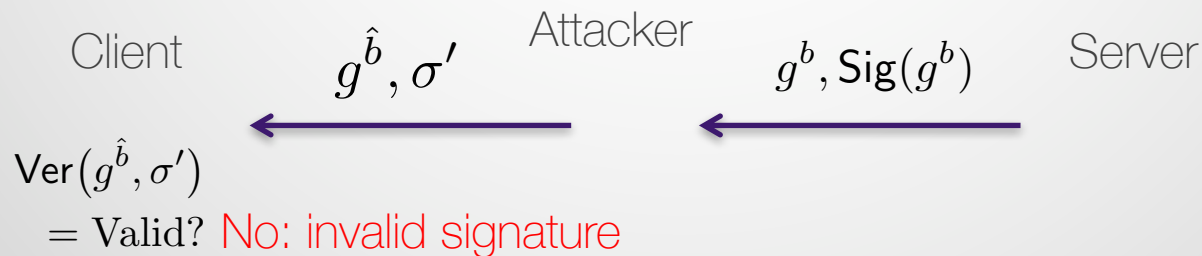 Client Attacker Server
g^b̂, σ′ g^b, Sig(g^b)
Ver(g^b̂, σ′)
= Valid? No: invalid signature